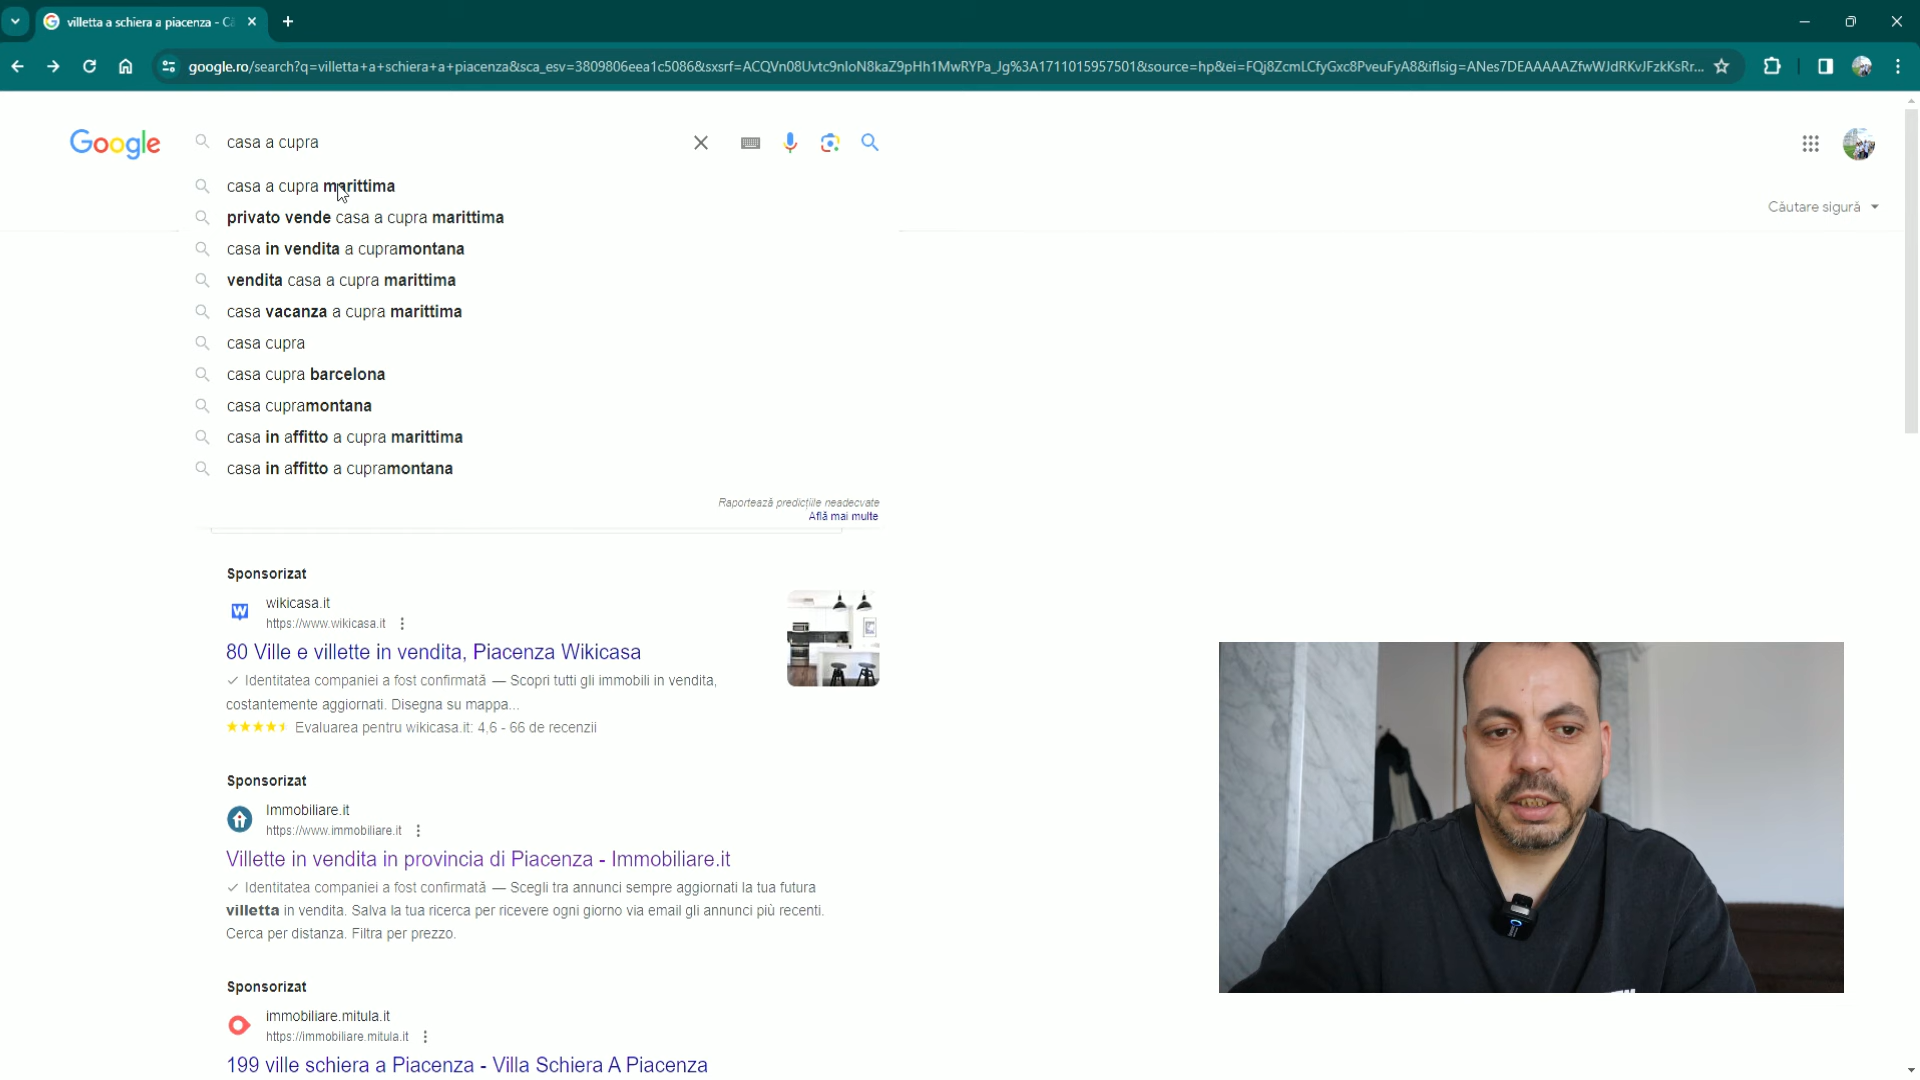 villetta a schiera a piacenza - C
google.ro/search?q=villetta+a+schiera+a+piacenza&sca_esv=3809806eea1c5086&sxsrf=ACQVn08Uvtc9nloN8kaZ9pHh1MwRYPa_Jg%3A1711015957501&source=hp&ei=FQj8ZcmLCfyGxc8PveuFyA8&iflsig=ANes7DEAAAAAZfwWJdRKvJFzkKsRr...
Google
casa a cupra
casa a cupra marittima
privato vende casa a cupra marittima
Căutare sigură
casa in vendita a cupramontana
vendita casa a cupra marittima
casa vacanza a cupra marittima
casa cupra
casa cupra barcelona
casa cupramontana
casa in affitto a cupra marittima
casa in affitto a cupramontana
Raportează predicțiile neadecvate
Află mai multe
Sponsorizat
wikicasa.it
https://www.wikicasa.it
80 Ville e villette in vendita, Piacenza Wikicasa
Identitatea companiei a fost confirmată — Scopri tutti gli immobili in vendita,
costantemente aggiornati. Disegna su mappa...
Evaluarea pentru wikicasa.it: 4,6 - 66 de recenzii
Sponsorizat
Immobiliare.it
https://www.immobiliare.it
Villette in vendita in provincia di Piacenza - Immobiliare.it
Identitatea companiei a fost confirmată — Scegli tra annunci sempre aggiornati la tua futura
villetta in vendita. Salva la tua ricerca per ricevere ogni giorno via email gli annunci più recenti.
Cerca per distanza. Filtra per prezzo.
Sponsorizat
immobiliare.mitula.it
https://immobiliare.mitula.it
199 ville schiera a Piacenza - Villa Schiera A Piacenza